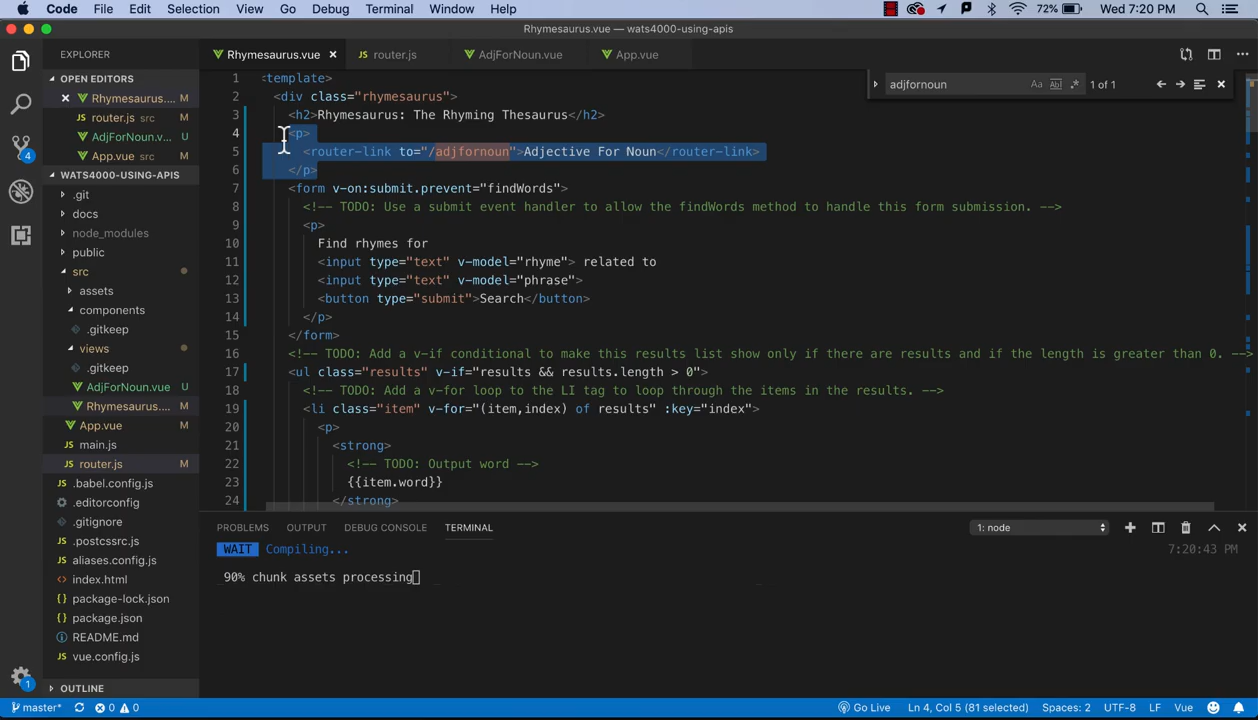 Code File Edit Selection View Go Debug Terminal Window Help 72% Wed 7:20 PM
Rhymesaurus.vue — wats4000-using-apis
EXPLORER
Rhymesaurus.vue router.js AdjForNoun.vue App.vue
OPEN EDITORS
Rhymesaurus.... M
router.js M
AdjForNoun.v... U
App.vue M
WATS4000-USING-APIS
.git
docs
node_modules
public
src
assets
components
.gitkeep
views
.gitkeep
AdjForNoun.vue U
Rhymesaurus.... M
App.vue M
main.js
router.js M
.babel.config.js
.editorconfig
.gitignore
.postcssrc.js
aliases.config.js
index.html
package-lock.json
package.json
README.md
vue.config.js
OUTLINE
adjfornoun Aa Abl .* 1 of 1
1 <template>
2 <div class="rhymesaurus">
3 <h2>Rhymesaurus: The Rhyming Thesaurus</h2>
4 <p>
5 <router-link to="/adjfornoun">Adjective For Noun</router-link>
6 </p>
7 <form v-on:submit.prevent="findWords">
8 <!-- TODO: Use a submit event handler to allow the findWords method to handle this form submission. -->
9 <p>
10 Find rhymes for
11 <input type="text" v-model="rhyme"> related to
12 <input type="text" v-model="phrase">
13 <button type="submit">Search</button>
14 </p>
15 </form>
16 <!-- TODO: Add a v-if conditional to make this results list show only if there are results and if the length is greater than 0. -->
17 <ul class="results" v-if="results && results.length > 0">
18 <!-- TODO: Add a v-for loop to the LI tag to loop through the items in the results. -->
19 <li class="item" v-for="(item,index) of results" :key="index">
20 <p>
21 <strong>
22 <!-- TODO: Output word -->
23 {{item.word}}
24 </strong>
PROBLEMS OUTPUT DEBUG CONSOLE TERMINAL 1: node
WAIT Compiling... 7:20:43 PM
90% chunk assets processing
4
1
master* 0 0 Go Live Ln 4, Col 5 (81 selected) Spaces: 2 UTF-8 LF Vue